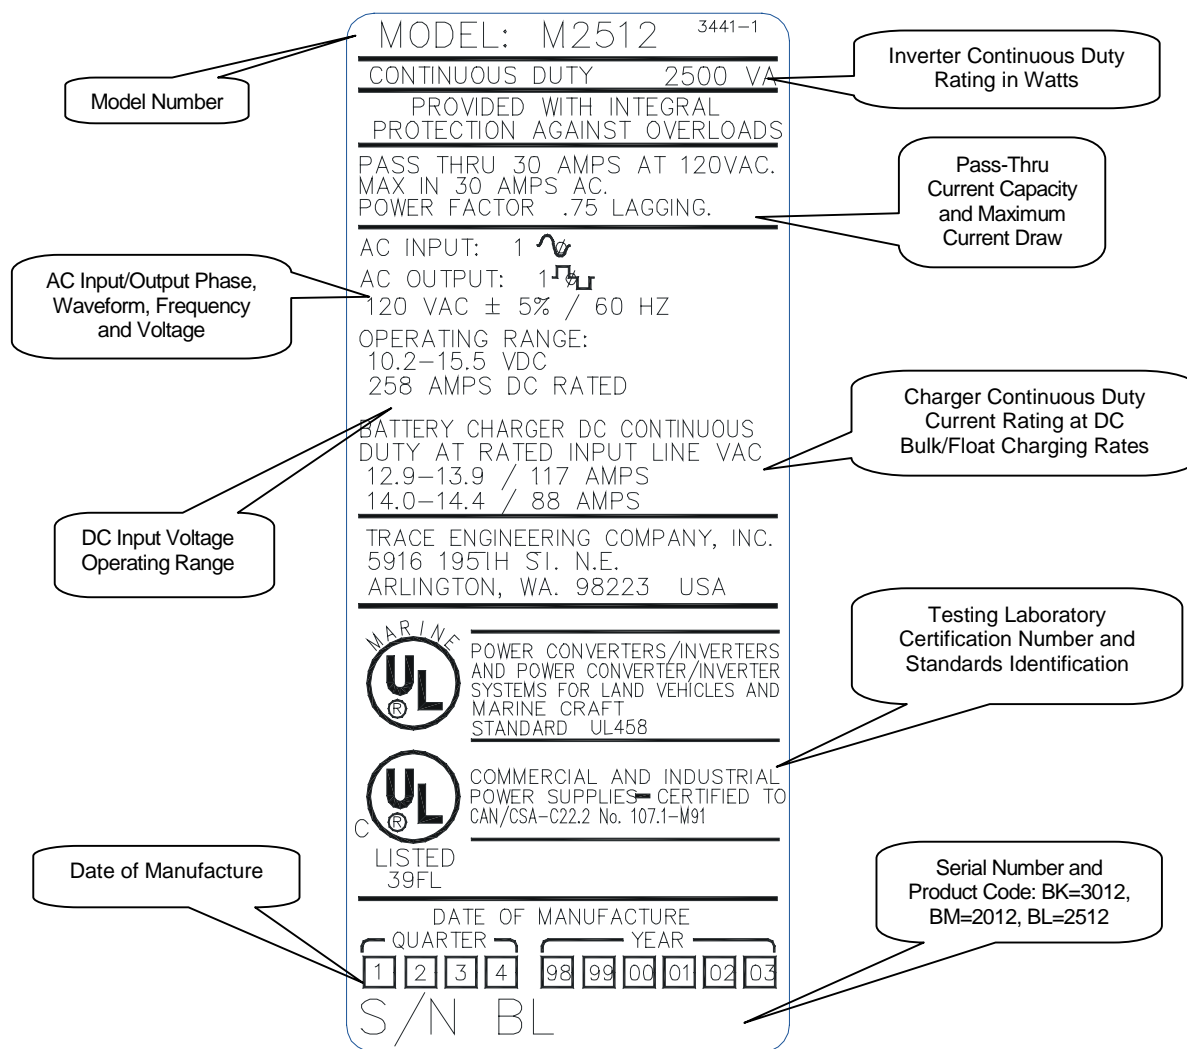 MODEL: M2512 3441-1
CONTINUOUS DUTY 2500 VA
PROVIDED WITH INTEGRAL
PROTECTION AGAINST OVERLOADS
PASS THRU 30 AMPS AT 120VAC.
MAX IN 30 AMPS AC.
POWER FACTOR .75 LAGGING.
AC INPUT: 1 ø
AC OUTPUT: 1 ø
120 VAC ± 5% / 60 HZ
OPERATING RANGE:
10.2-15.5 VDC
258 AMPS DC RATED
BATTERY CHARGER DC CONTINUOUS
DUTY AT RATED INPUT LINE VAC
12.9-13.9 / 117 AMPS
14.0-14.4 / 88 AMPS
TRACE ENGINEERING COMPANY, INC.
5916 195TH ST. N.E.
ARLINGTON, WA. 98223 USA
MARINE
UL
®
POWER CONVERTERS/INVERTERS
AND POWER CONVERTER/INVERTER
SYSTEMS FOR LAND VEHICLES AND
MARINE CRAFT
STANDARD UL458
C UL
®
LISTED
39FL
COMMERCIAL AND INDUSTRIAL
POWER SUPPLIES- CERTIFIED TO
CAN/CSA-C22.2 No. 107.1-M91
DATE OF MANUFACTURE
QUARTER YEAR
1 2 3 4 98 99 00 01 02 03
S/N BL
Model Number
AC Input/Output Phase,
Waveform, Frequency
and Voltage
DC Input Voltage
Operating Range
Date of Manufacture
Inverter Continuous Duty
Rating in Watts
Pass-Thru
Current Capacity
and Maximum
Current Draw
Charger Continuous Duty
Current Rating at DC
Bulk/Float Charging Rates
Testing Laboratory
Certification Number and
Standards Identification
Serial Number and
Product Code: BK=3012,
BM=2012, BL=2512